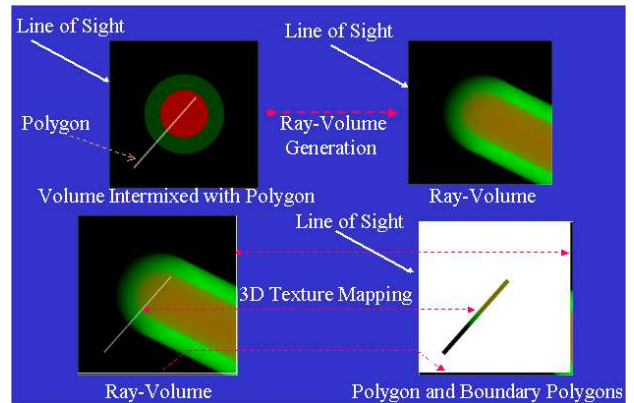 Line of Sight
Line of Sight
Polygon
Ray-Volume
Generation
Volume Intermixed with Polygon
Ray-Volume
Line of Sight
3D Texture Mapping
Ray-Volume
Polygon and Boundary Polygons